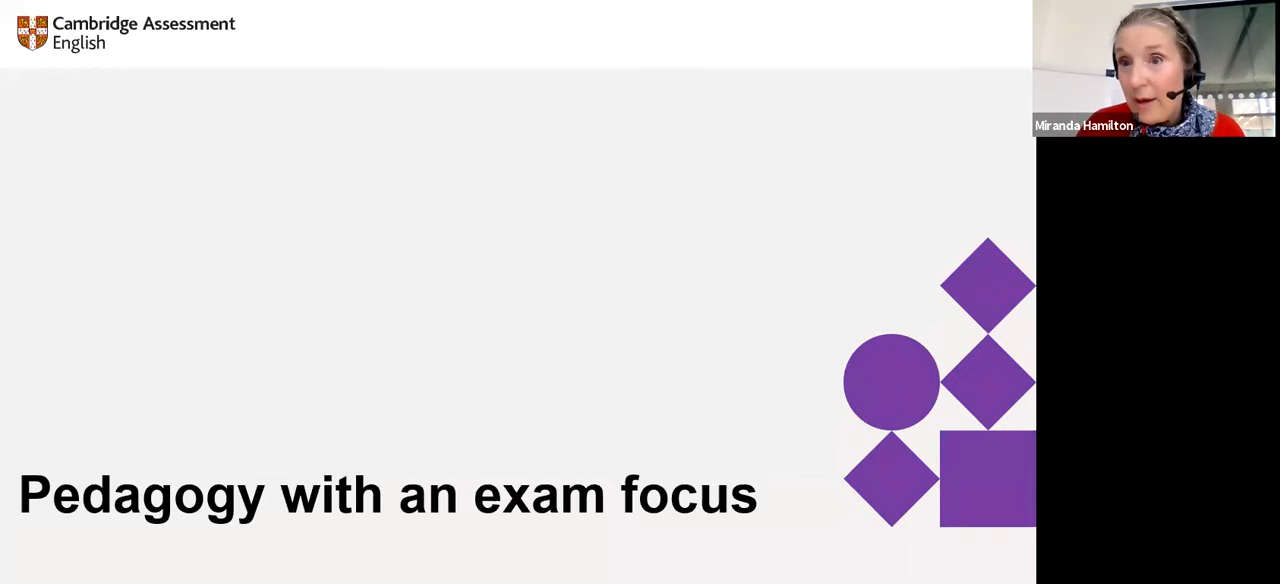 Cambridge Assessment
English
Miranda Hamilton
Pedagogy with an exam focus